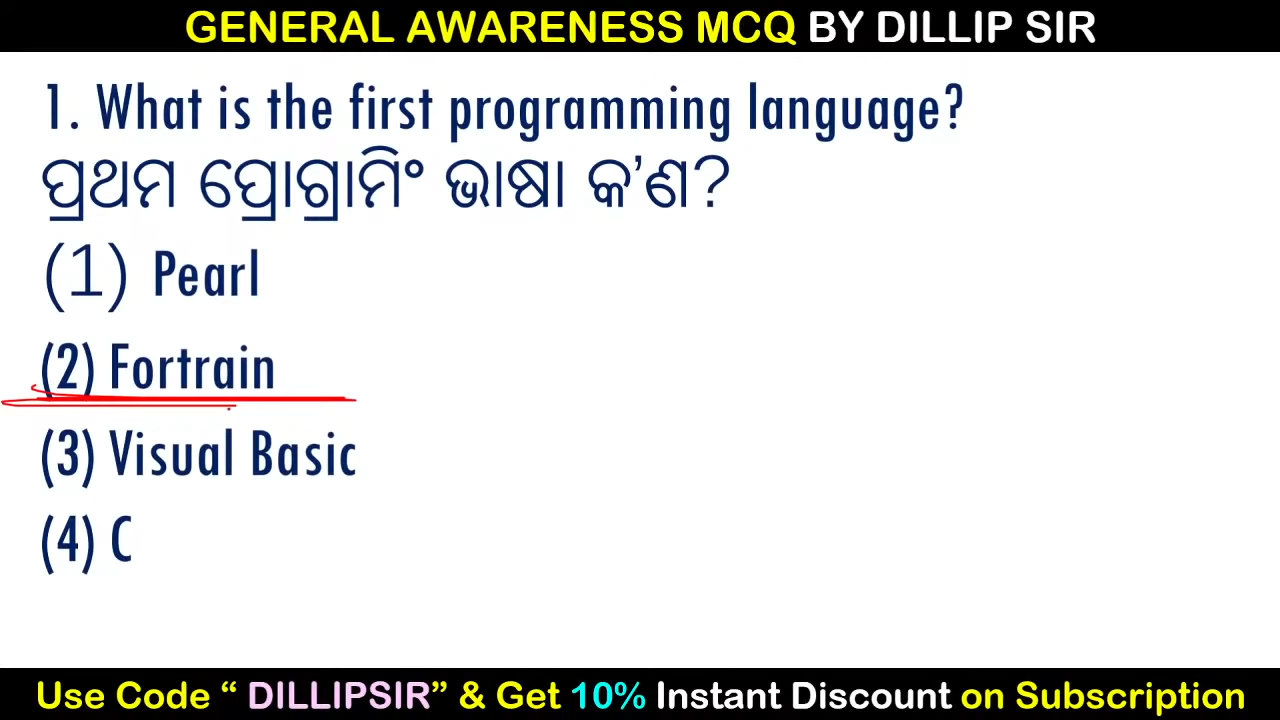 GENERAL AWARENESS MCQ BY DILLIP SIR
1. What is the first programming language?
ପ୍ରଥମ ପ୍ରୋଗ୍ରାମିଂ ଭାଷା କ’ଣ?
(1) Pearl
(2) Fortrain
(3) Visual Basic
(4) C
Use Code “ DILLIPSIR” & Get 10% Instant Discount on Subscription